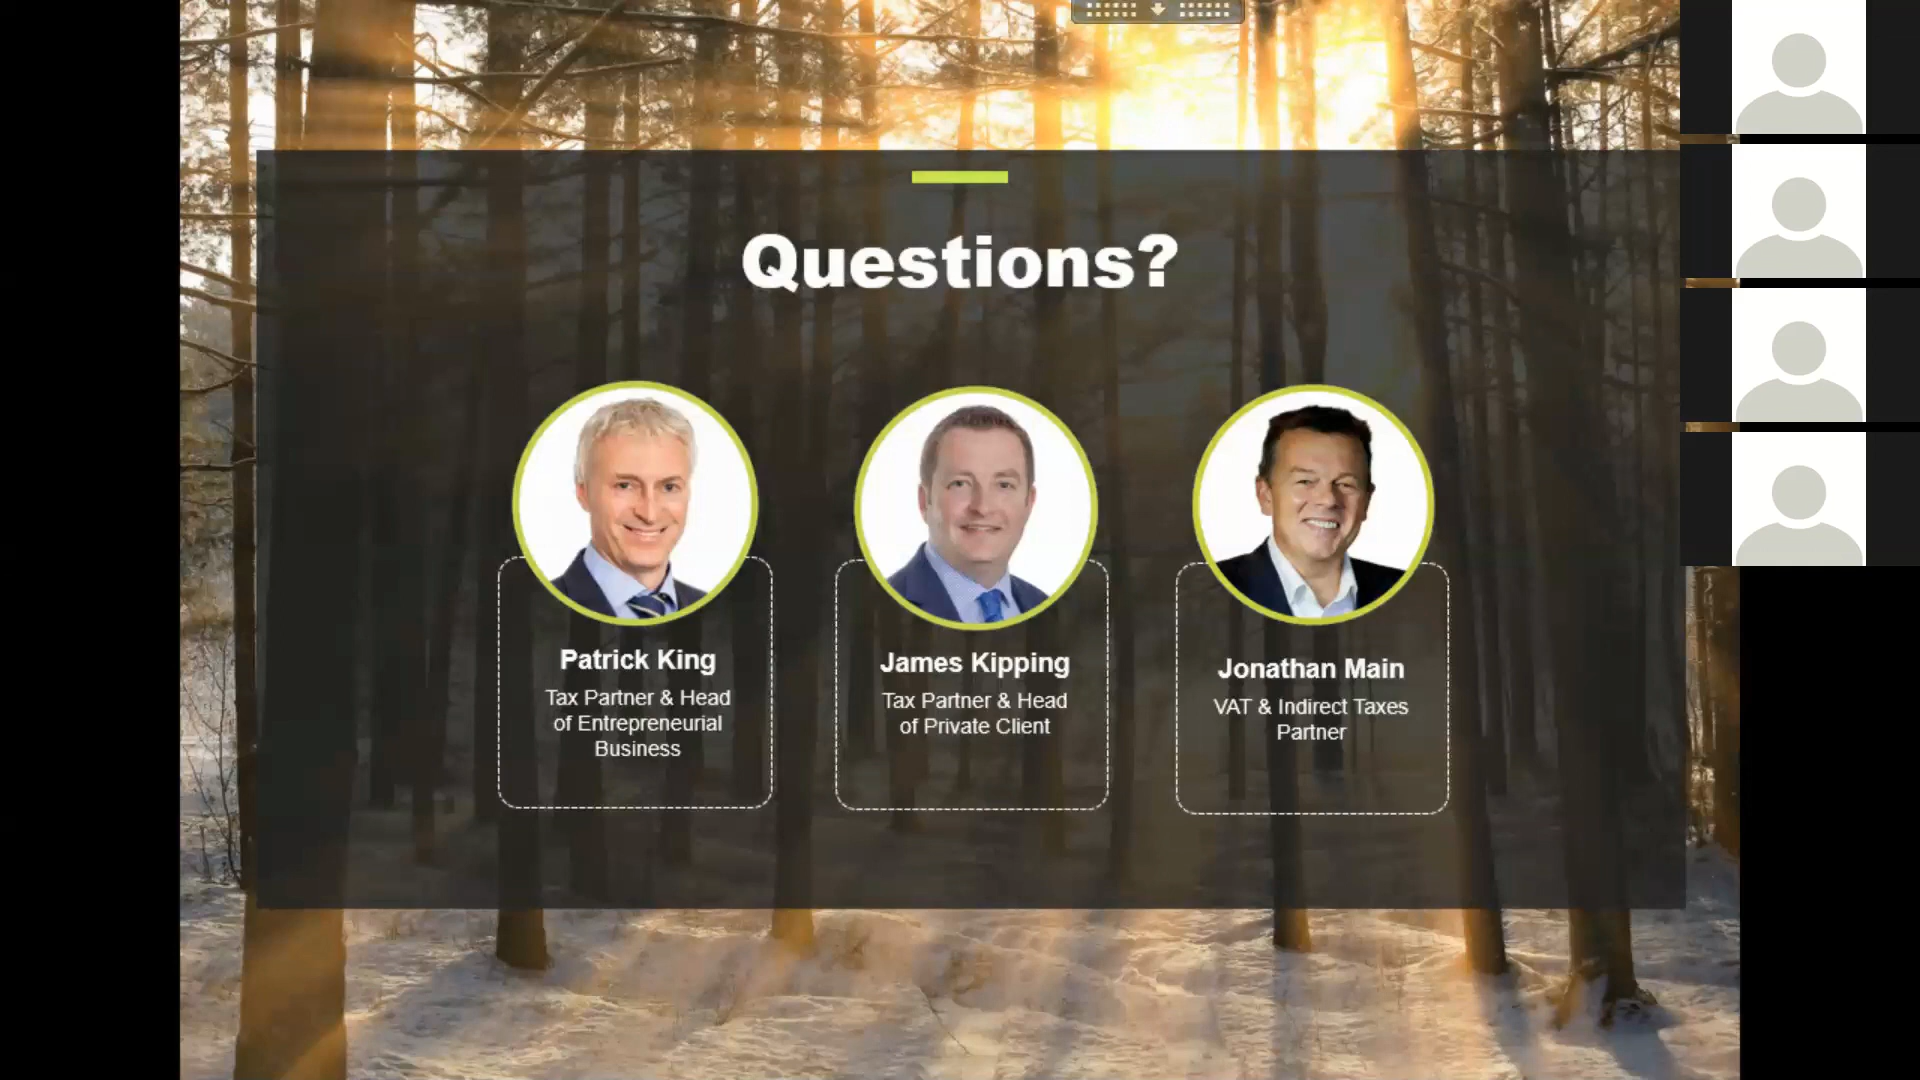 Questions?
Patrick King
Tax Partner & Head
of Entrepreneurial
Business
James Kipping
Tax Partner & Head
of Private Client
Jonathan Main
VAT & Indirect Taxes
Partner